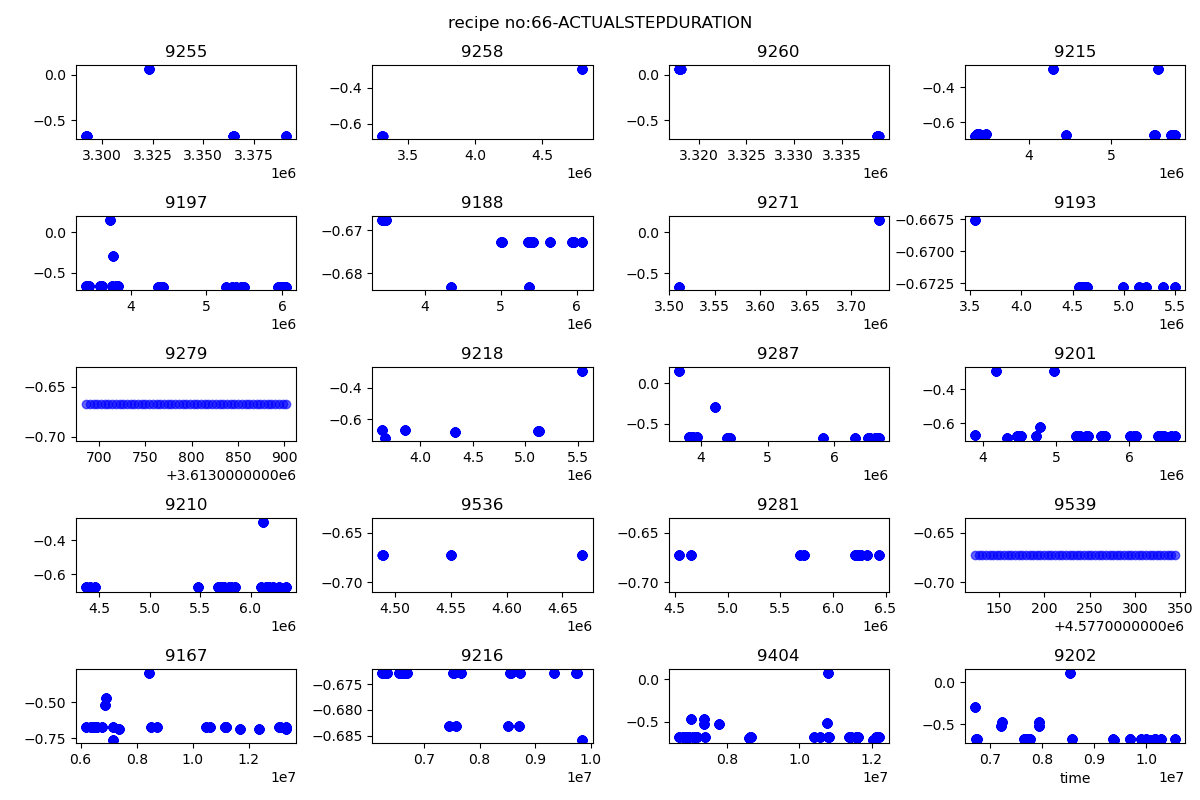 recipe no:66-ACTUALSTEPDURATION
9255 9258 9260 9215
0.0 −0.5 −0.4 −0.6 0.0 −0.5 −0.4 −0.6
3.300 3.325 3.350 3.375 3.5 4.0 4.5 3.320 3.325 3.330 3.335 4 5
1e6 1e6 1e6 1e6
9197 9188 9271 9193
0.0 −0.5 −0.67 −0.68 0.0 −0.5 −0.6675 −0.6700 −0.6725
4 5 6 4 5 6 3.50 3.55 3.60 3.65 3.70 3.5 4.0 4.5 5.0 5.5
1e6 1e6 1e6 1e6
9279 9218 9287 9201
−0.65 −0.70 −0.4 −0.6 0.0 −0.5 −0.4 −0.6
700 750 800 850 900 4.0 4.5 5.0 5.5 4 5 6 4 5 6
+3.6130000000e6 1e6 1e6 1e6
9210 9536 9281 9539
−0.4 −0.6 −0.65 −0.70 −0.65 −0.70 −0.65 −0.70
4.5 5.0 5.5 6.0 4.50 4.55 4.60 4.65 4.5 5.0 5.5 6.0 6.5 150 200 250 300 350
1e6 1e6 1e6 +4.5770000000e6
9167 9216 9404 9202
−0.50 −0.75 −0.675 −0.680 −0.685 0.0 −0.5 0.0 −0.5
0.6 0.8 1.0 1.2 0.7 0.8 0.9 1.0 0.8 1.0 1.2 0.7 0.8 0.9 1.0
1e7 1e7 1e7 time 1e7